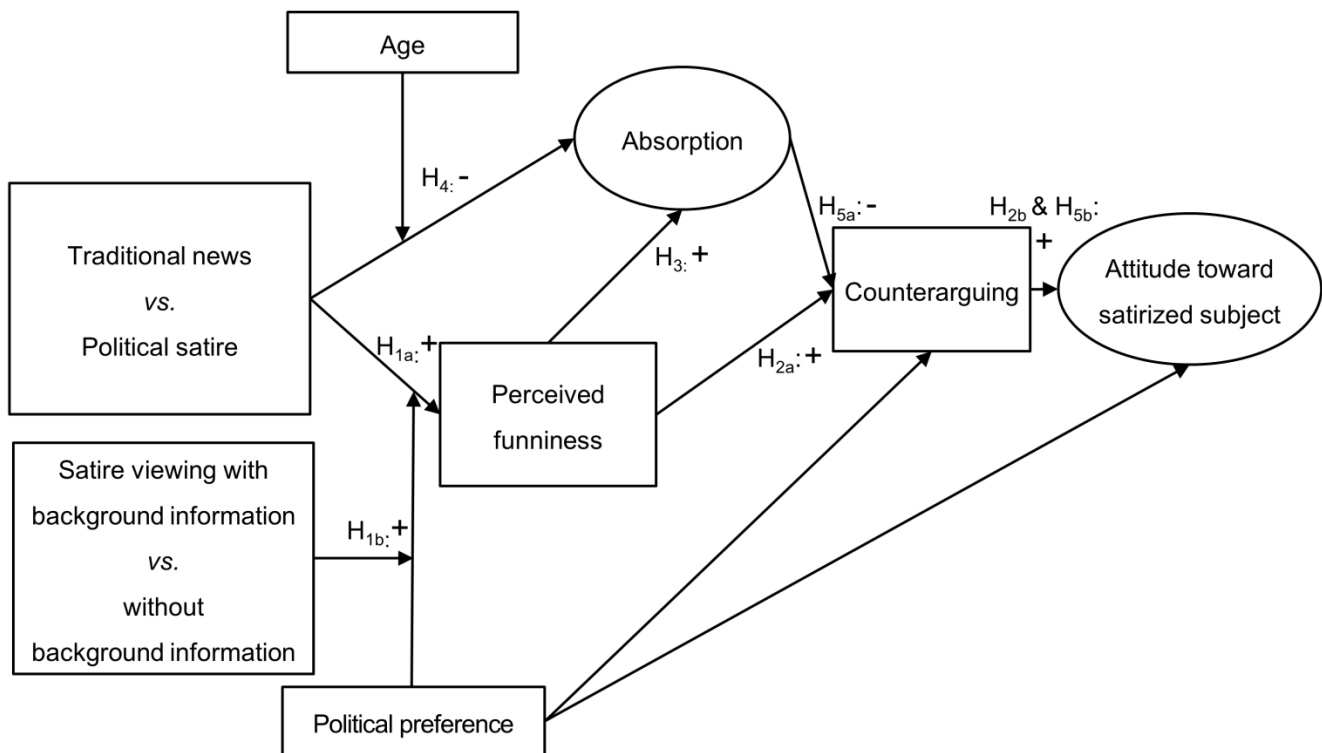 Age
Absorption
H4: -
Traditional news
vs.
Political satire
H5a: -
H2b & H5b:
+
H3: +
Counterarguing
Attitude toward
satirized subject
H1a: +
H2a: +
Perceived
funniness
Satire viewing with
background information
vs.
without
background information
H1b: +
Political preference